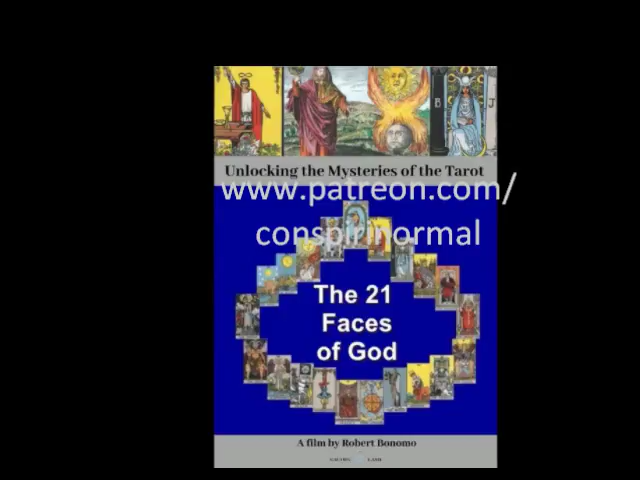 B J
Unlocking the Mysteries of the Tarot
www.patreon.com/
conspirinormal
The 21
Faces
of God
A film by Robert Bonomo